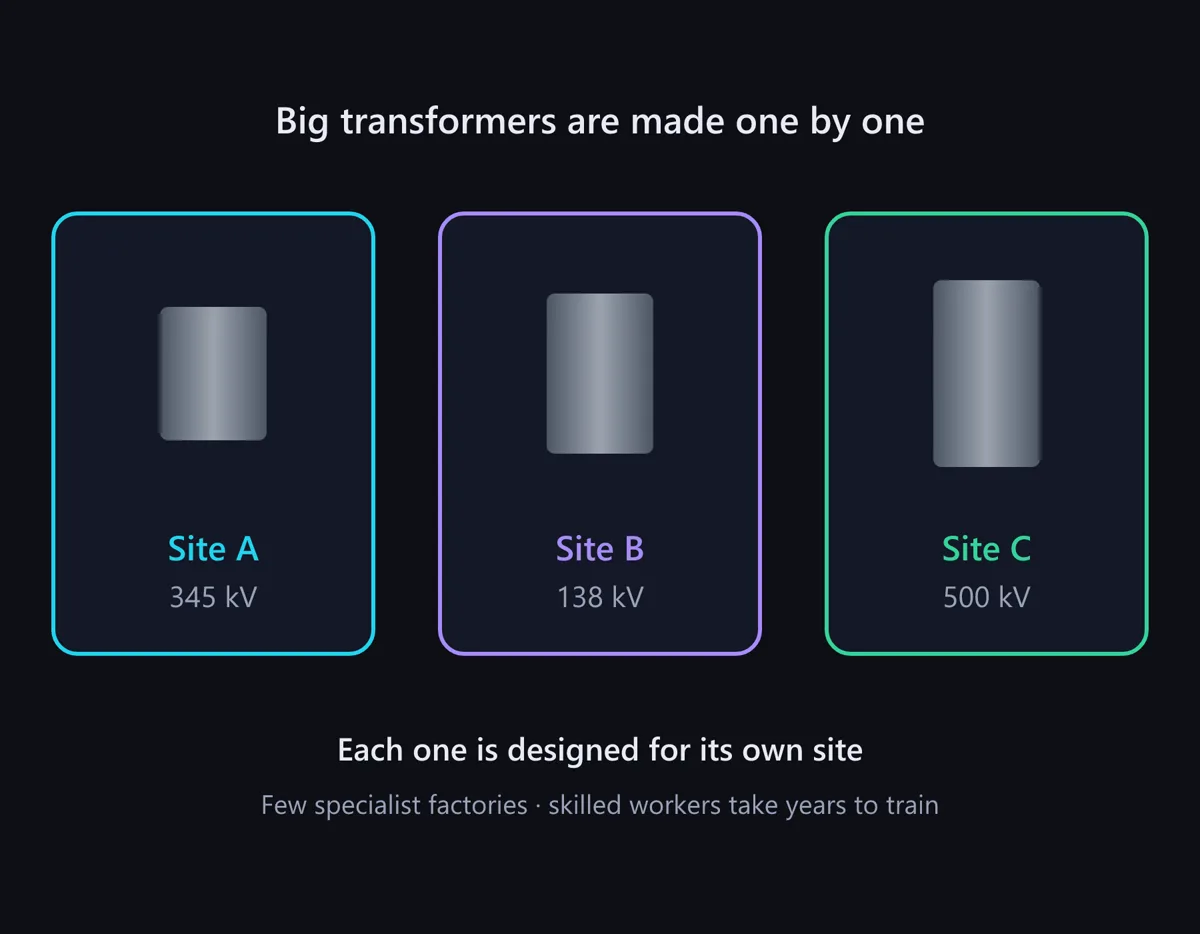 Big transformers are made one by one
Site A
345 kV
Site B
138 kV
Site C
500 kV
Each one is designed for its own site
Few specialist factories · skilled workers take years to train